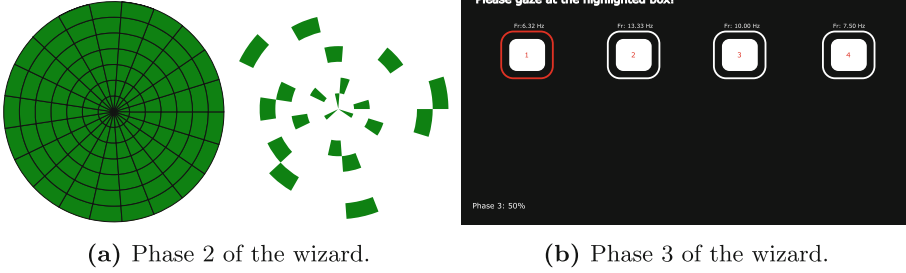 Please gaze at the highlighted box!
Fr:6.32 Hz Fr: 13.33 Hz Fr: 10.00 Hz Fr: 7.50 Hz
1 2 3 4
Phase 3: 50%
(a) Phase 2 of the wizard. (b) Phase 3 of the wizard.